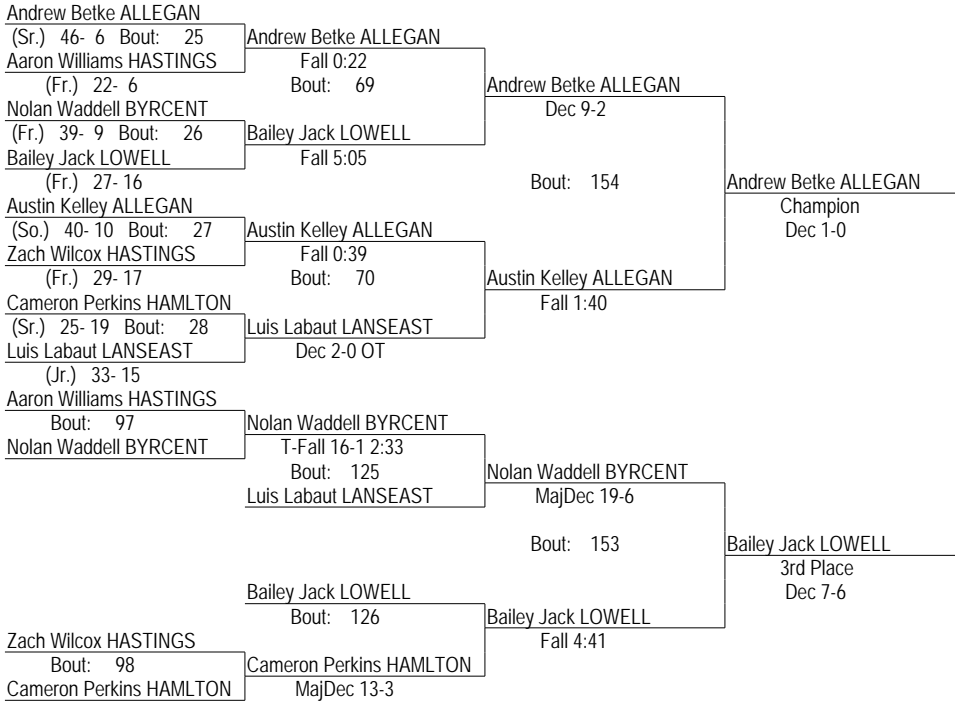 Andrew Betke ALLEGAN
(Sr.) 46- 6 Bout: 25
Andrew Betke ALLEGAN
Aaron Williams HASTINGS
Fall 0:22
(Fr.) 22- 6
Bout: 69
Andrew Betke ALLEGAN
Nolan Waddell BYRCENT
Dec 9-2
(Fr.) 39- 9 Bout: 26
Bailey Jack LOWELL
Bailey Jack LOWELL
Fall 5:05
(Fr.) 27- 16
Bout: 154
Andrew Betke ALLEGAN
Austin Kelley ALLEGAN
Champion
(So.) 40- 10 Bout: 27
Austin Kelley ALLEGAN
Dec 1-0
Zach Wilcox HASTINGS
Fall 0:39
(Fr.) 29- 17
Bout: 70
Austin Kelley ALLEGAN
Cameron Perkins HAMLTON
Fall 1:40
(Sr.) 25- 19 Bout: 28
Luis Labaut LANSEAST
Luis Labaut LANSEAST
Dec 2-0 OT
(Jr.) 33- 15
Aaron Williams HASTINGS
Bout: 97
Nolan Waddell BYRCENT
Nolan Waddell BYRCENT
T-Fall 16-1 2:33
Bout: 125
Nolan Waddell BYRCENT
Luis Labaut LANSEAST
MajDec 19-6
Bout: 153
Bailey Jack LOWELL
3rd Place
Bailey Jack LOWELL
Dec 7-6
Bout: 126
Bailey Jack LOWELL
Zach Wilcox HASTINGS
Fall 4:41
Bout: 98
Cameron Perkins HAMLTON
Cameron Perkins HAMLTON
MajDec 13-3